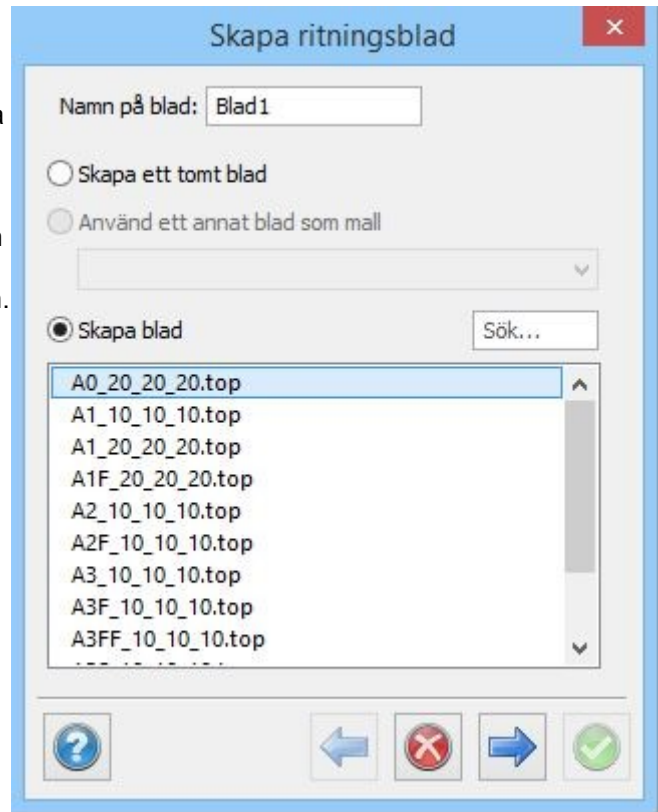 Skapa ritningsblad
Namn på blad: Blad1
Skapa ett tomt blad
Använd ett annat blad som mall
Skapa blad Sök...
A0_20_20_20.top
A1_10_10_10.top
A1_20_20_20.top
A1F_20_20_20.top
A2_10_10_10.top
A2F_10_10_10.top
A3_10_10_10.top
A3F_10_10_10.top
A3FF_10_10_10.top